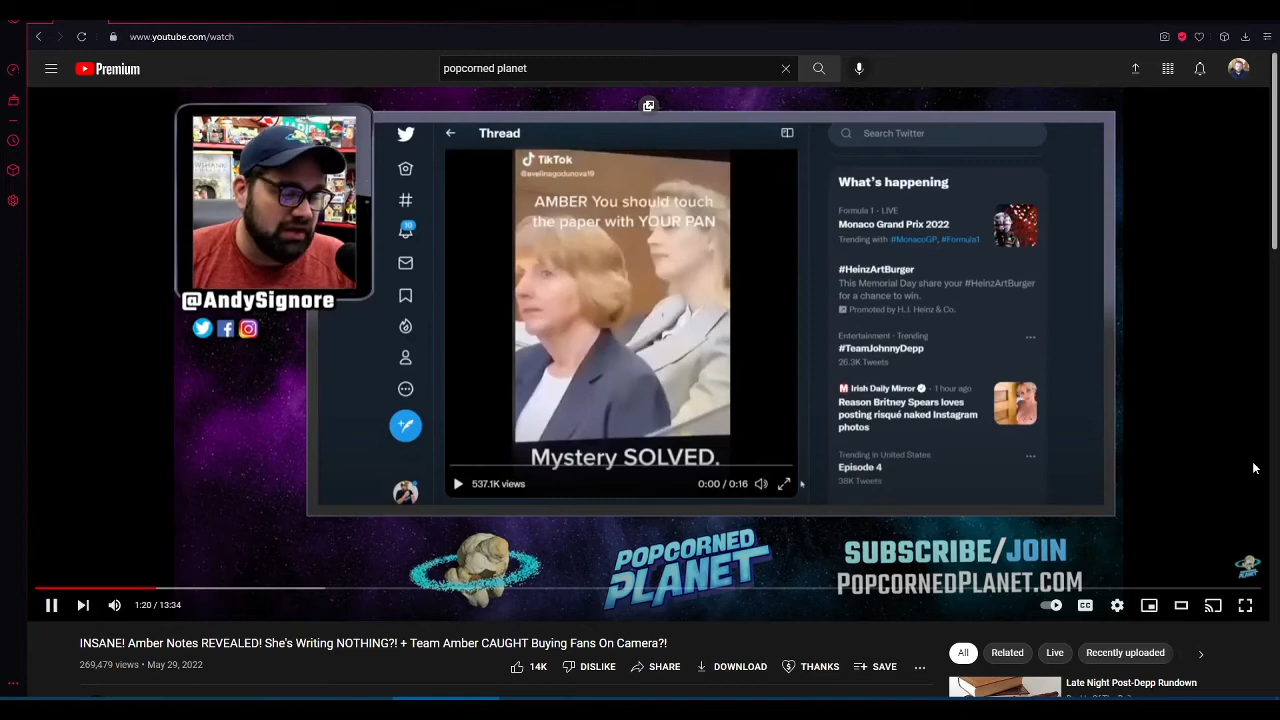 www.youtube.com/watch
Premium
popcorned planet
TikTok
@evelinagodunova19
AMBER You should touch
the paper with YOUR PAN
Mystery SOLVED.
537.1K views
0:00 / 0:16
Thread
10
Search Twitter
What's happening
Formula 1 · LIVE
Monaco Grand Prix 2022
Trending with #MonacoGP, #Formula1
#HeinzArtBurger
This Memorial Day share your #HeinzArtBurger
for a chance to win.
Promoted by H.J. Heinz & Co.
Entertainment · Trending
#TeamJohnnyDepp
26.3K Tweets
Irish Daily Mirror · 1 hour ago
Reason Britney Spears loves
posting risqué naked Instagram
photos
Trending in United States
Episode 4
38K Tweets
@AndySignore
POPCORNED
PLANET
SUBSCRIBE/JOIN
POPCORNEDPLANET.COM
1:20 / 13:34
CC
INSANE! Amber Notes REVEALED! She's Writing NOTHING?! + Team Amber CAUGHT Buying Fans On Camera?!
269,479 views · May 29, 2022
14K
DISLIKE
SHARE
DOWNLOAD
THANKS
SAVE
All
Related
Live
Recently uploaded
Late Night Post-Depp Rundown